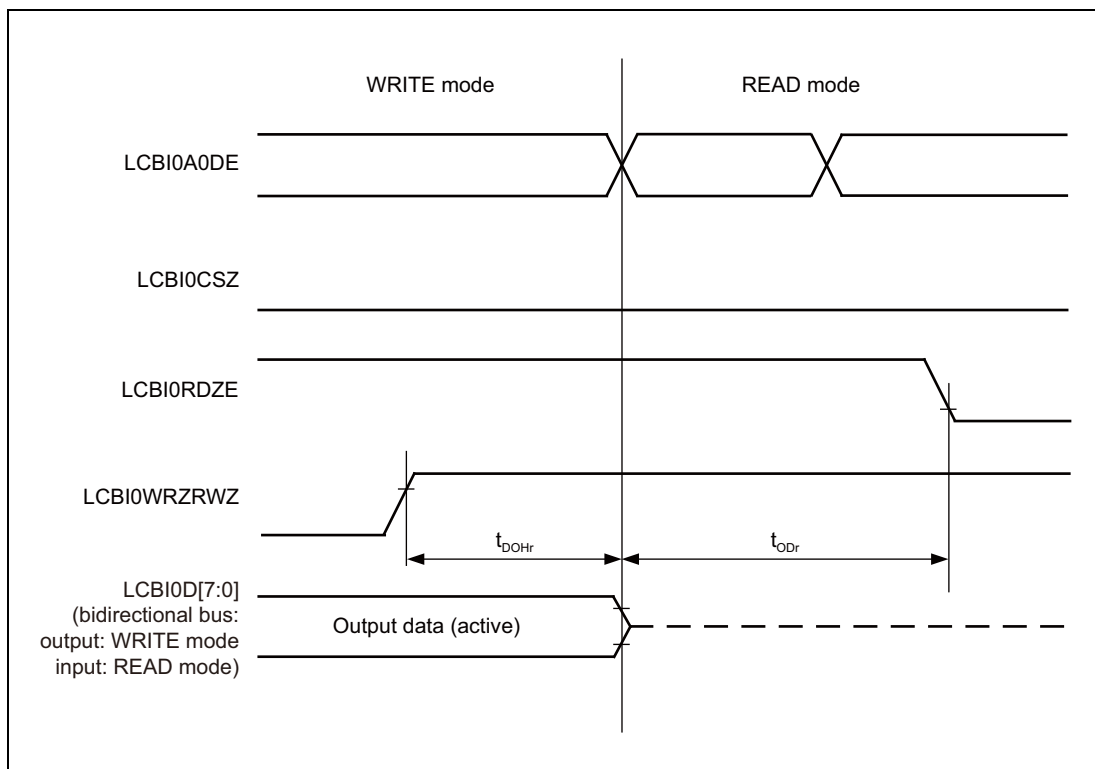 WRITE mode
READ mode
LCBI0A0DE
LCBI0CSZ
LCBI0RDZE
LCBI0WRZRWZ
tDOHr
tODr
LCBI0D[7:0]
(bidirectional bus:
output: WRITE mode
input: READ mode)
Output data (active)